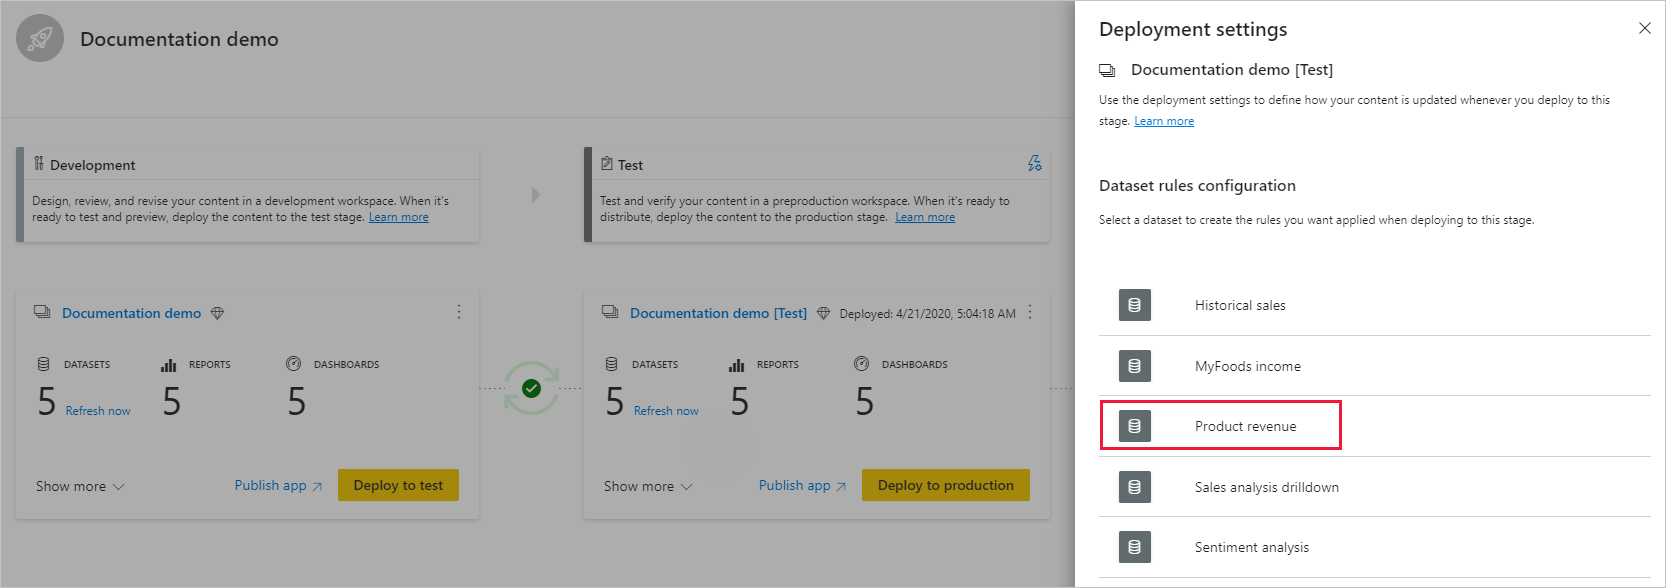 Documentation demo
Development
Design, review, and revise your content in a development workspace. When it's
ready to test and preview, deploy the content to the test stage. Learn more
Test
Test and verify your content in a preproduction workspace. When it's ready to
distribute, deploy the content to the production stage. Learn more
Documentation demo
DATASETS
REPORTS
DASHBOARDS
5 Refresh now
5
5
Show more
Publish app
Deploy to test
Documentation demo [Test]
Deployed: 4/21/2020, 5:04:18 AM
DATASETS
REPORTS
DASHBOARDS
5 Refresh now
5
5
Show more
Publish app
Deploy to production
Deployment settings
Documentation demo [Test]
Use the deployment settings to define how your content is updated whenever you deploy to this
stage. Learn more
Dataset rules configuration
Select a dataset to create the rules you want applied when deploying to this stage.
Historical sales
MyFoods income
Product revenue
Sales analysis drilldown
Sentiment analysis